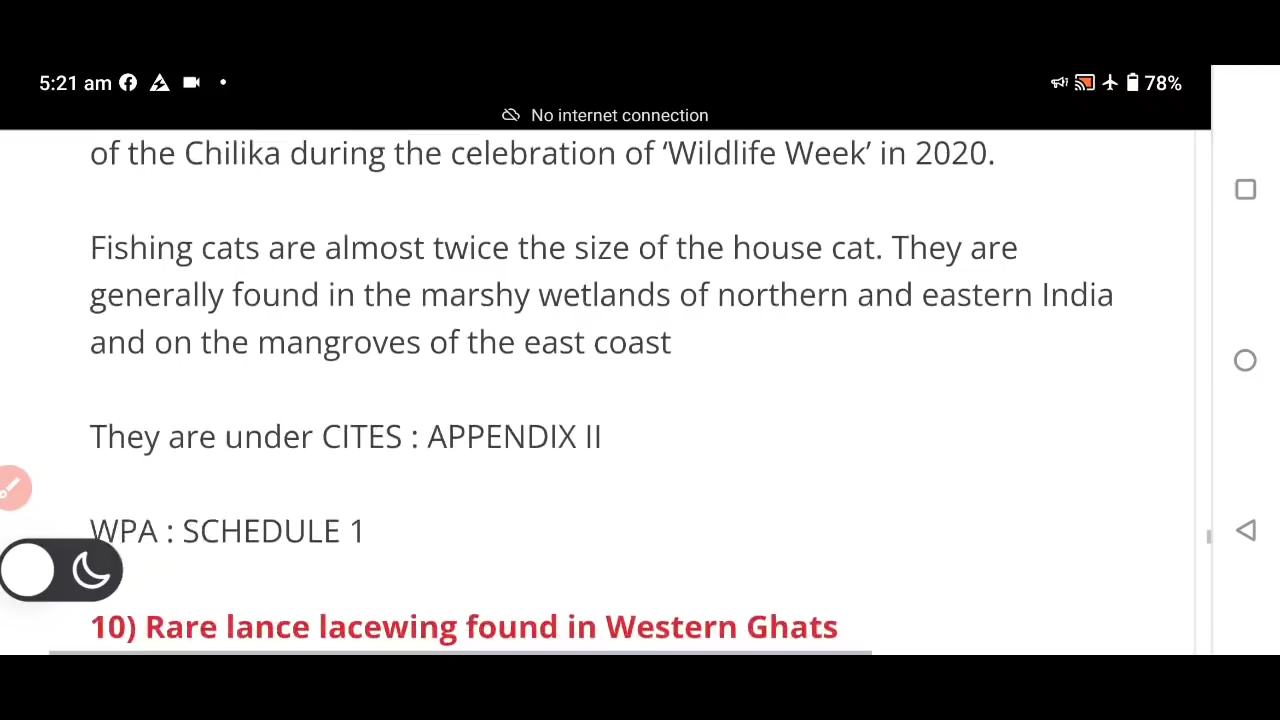 5:21 am
78%
No internet connection
of the Chilika during the celebration of ‘Wildlife Week’ in 2020.
Fishing cats are almost twice the size of the house cat. They are
generally found in the marshy wetlands of northern and eastern India
and on the mangroves of the east coast
They are under CITES : APPENDIX II
WPA : SCHEDULE 1
10) Rare lance lacewing found in Western Ghats